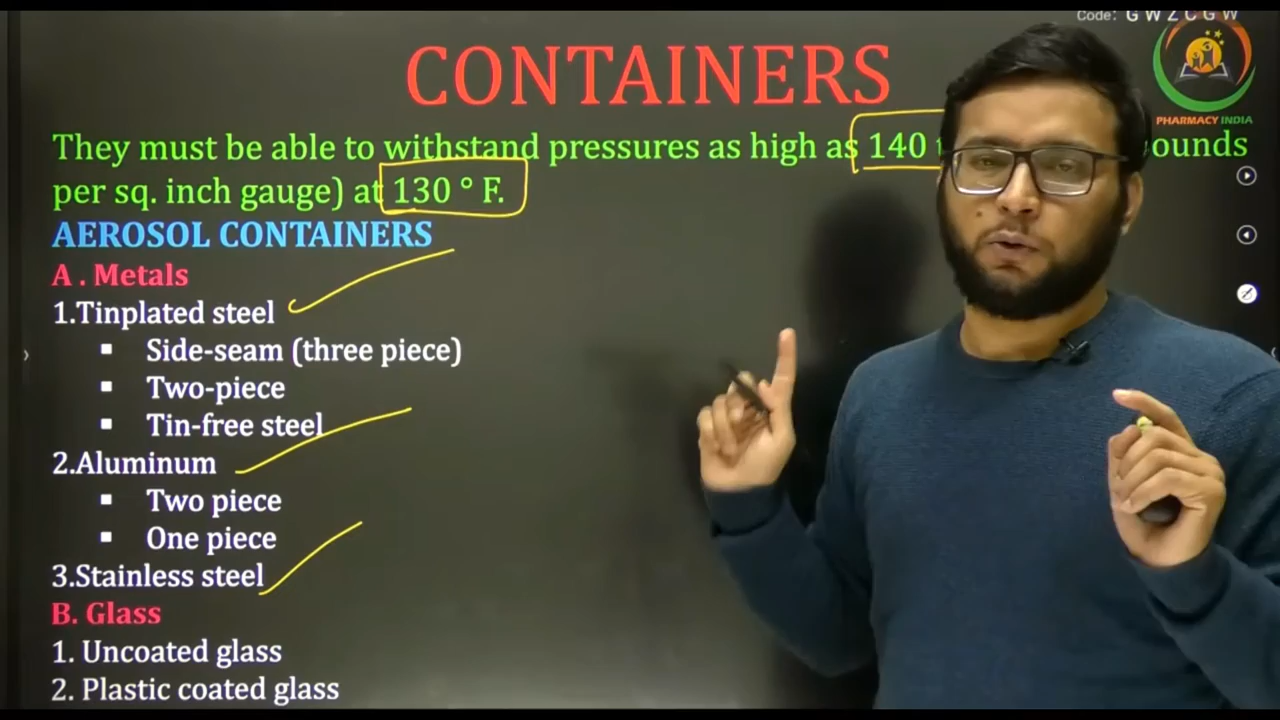 Code: G W Z C G W
CONTAINERS
PHARMACY INDIA
They must be able to withstand pressures as high as 140 ounds
per sq. inch gauge) at 130 ° F.
AEROSOL CONTAINERS
A . Metals
1.Tinplated steel
▪ Side-seam (three piece)
▪ Two-piece
▪ Tin-free steel
2.Aluminum
▪ Two piece
▪ One piece
3.Stainless steel
B. Glass
1. Uncoated glass
2. Plastic coated glass